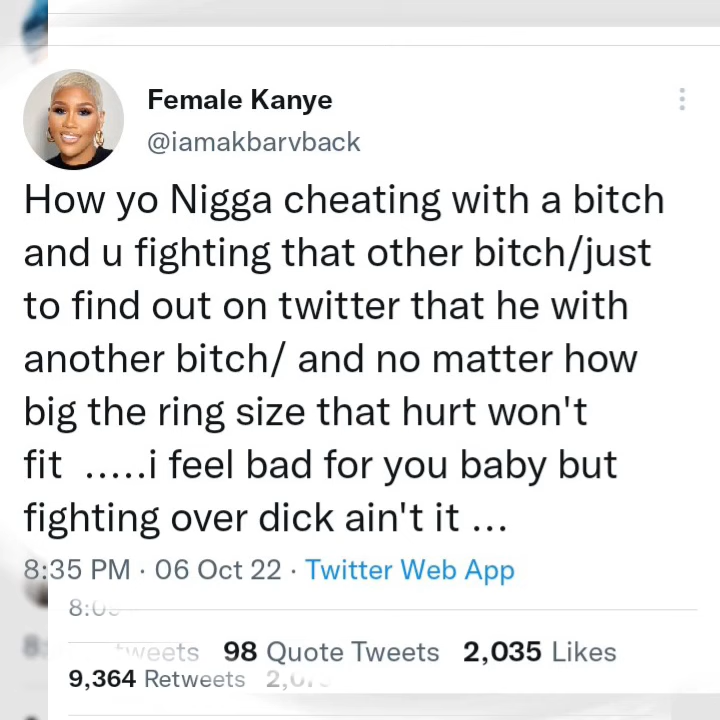 Female Kanye
@iamakbarvback
How yo Nigga cheating with a bitch
and u fighting that other bitch/just
to find out on twitter that he with
another bitch/ and no matter how
big the ring size that hurt won't
fit .....i feel bad for you baby but
fighting over dick ain't it ...
8:35 PM · 06 Oct 22 · Twitter Web App
tweets 98 Quote Tweets 2,035 Likes
9,364 Retweets